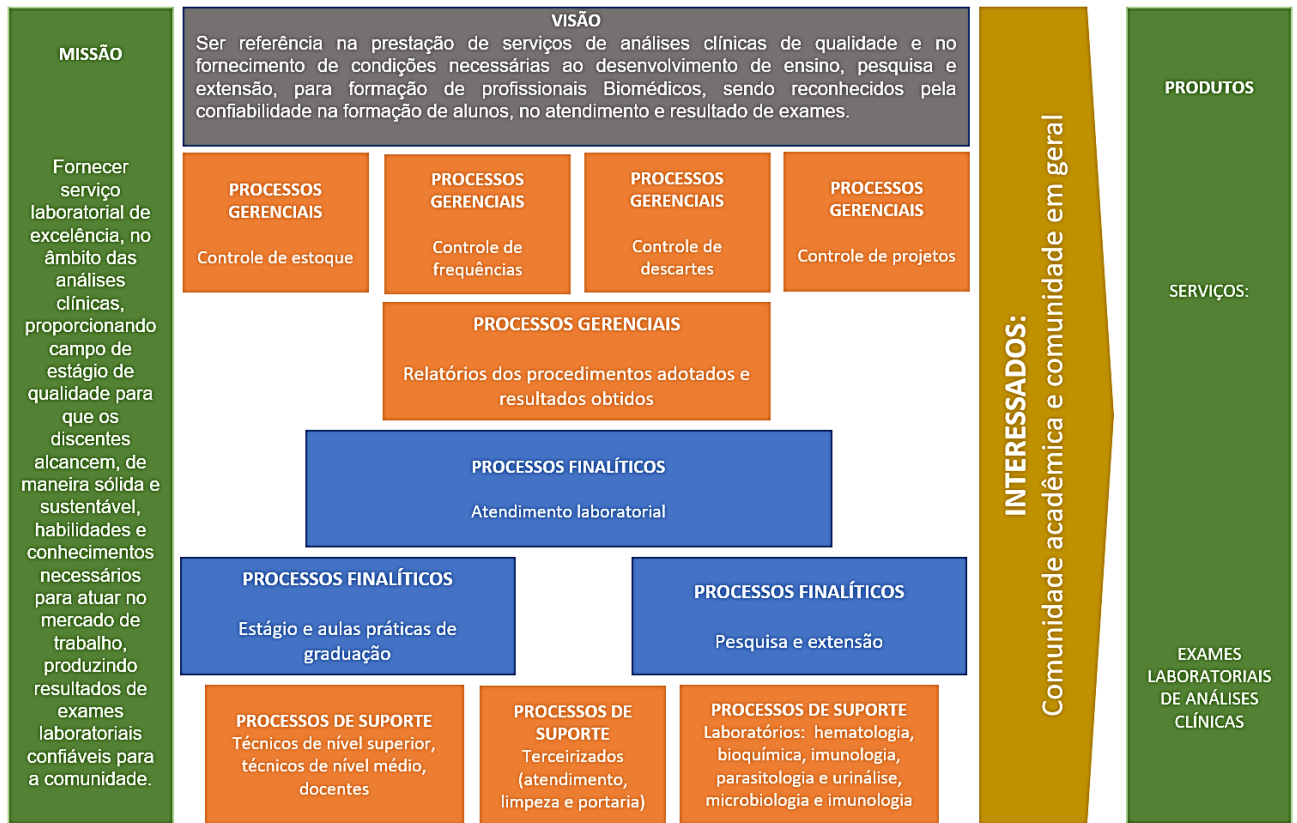 MISSÃO
Fornecer
serviço
laboratorial de
excelência, no
âmbito das
análises
clínicas,
proporcionando
campo de
estágio de
qualidade para
que os
discentes
alcancem, de
maneira sólida e
sustentável,
habilidades e
conhecimentos
necessários
para atuar no
mercado de
trabalho,
produzindo
resultados de
exames
laboratoriais
confiáveis para
a comunidade.
VISÃO
Ser referência na prestação de serviços de análises clínicas de qualidade e no
fornecimento de condições necessárias ao desenvolvimento de ensino, pesquisa e
extensão, para formação de profissionais Biomédicos, sendo reconhecidos pela
confiabilidade na formação de alunos, no atendimento e resultado de exames.
PROCESSOS
GERENCIAIS
Controle de estoque
PROCESSOS
GERENCIAIS
Controle de
frequências
PROCESSOS
GERENCIAIS
Controle de
descartes
PROCESSOS
GERENCIAIS
Controle de projetos
PROCESSOS GERENCIAIS
Relatórios dos procedimentos adotados e
resultados obtidos
PROCESSOS FINALÍTICOS
Atendimento laboratorial
PROCESSOS FINALÍTICOS
Estágio e aulas práticas de
graduação
PROCESSOS FINALÍTICOS
Pesquisa e extensão
PROCESSOS DE SUPORTE
Técnicos de nível superior,
técnicos de nível médio,
docentes
PROCESSOS DE
SUPORTE
Terceirizados
(atendimento,
limpeza e portaria)
PROCESSOS DE SUPORTE
Laboratórios: hematologia,
bioquímica, imunologia,
parasitologia e urinálise,
microbiologia e imunologia
INTERESSADOS:
Comunidade acadêmica e comunidade em geral
PRODUTOS
SERVIÇOS:
EXAMES
LABORATORIAIS
DE ANÁLISES
CLÍNICAS